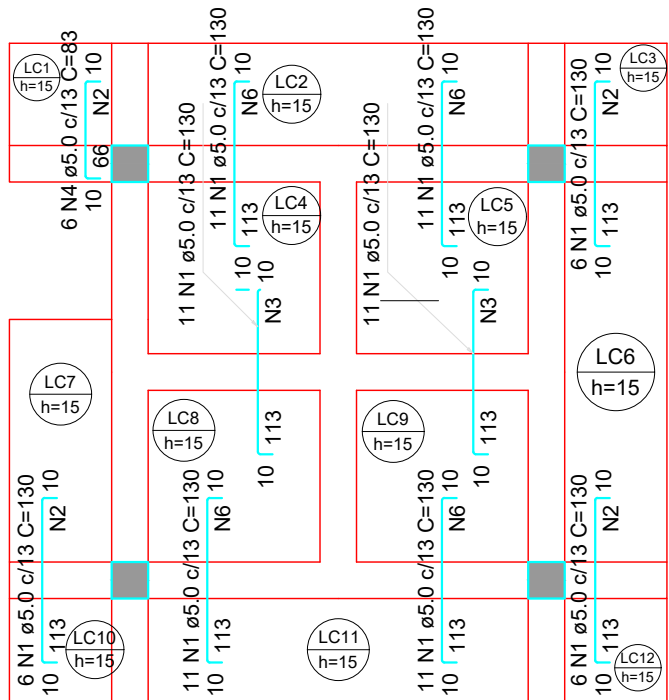 LC1
h=15
6 N4 ø5.0 c/13 C=83
10
66
10
N2
11 N1 ø5.0 c/13 C=130
10
113
10
N6
LC2
h=15
11 N1 ø5.0 c/13 C=130
10
113
10
N6
LC3
h=15
6 N1 ø5.0 c/13 C=130
10
113
10
N2
11 N1 ø5.0 c/13 C=130
10
113
10
N3
LC4
h=15
11 N1 ø5.0 c/13 C=130
10
113
10
N3
LC5
h=15
LC6
h=15
LC7
h=15
LC8
h=15
LC9
h=15
6 N1 ø5.0 c/13 C=130
10
113
10
N2
11 N1 ø5.0 c/13 C=130
10
113
10
N6
11 N1 ø5.0 c/13 C=130
10
113
10
N6
6 N1 ø5.0 c/13 C=130
10
113
10
N2
LC10
h=15
LC11
h=15
LC12
h=15